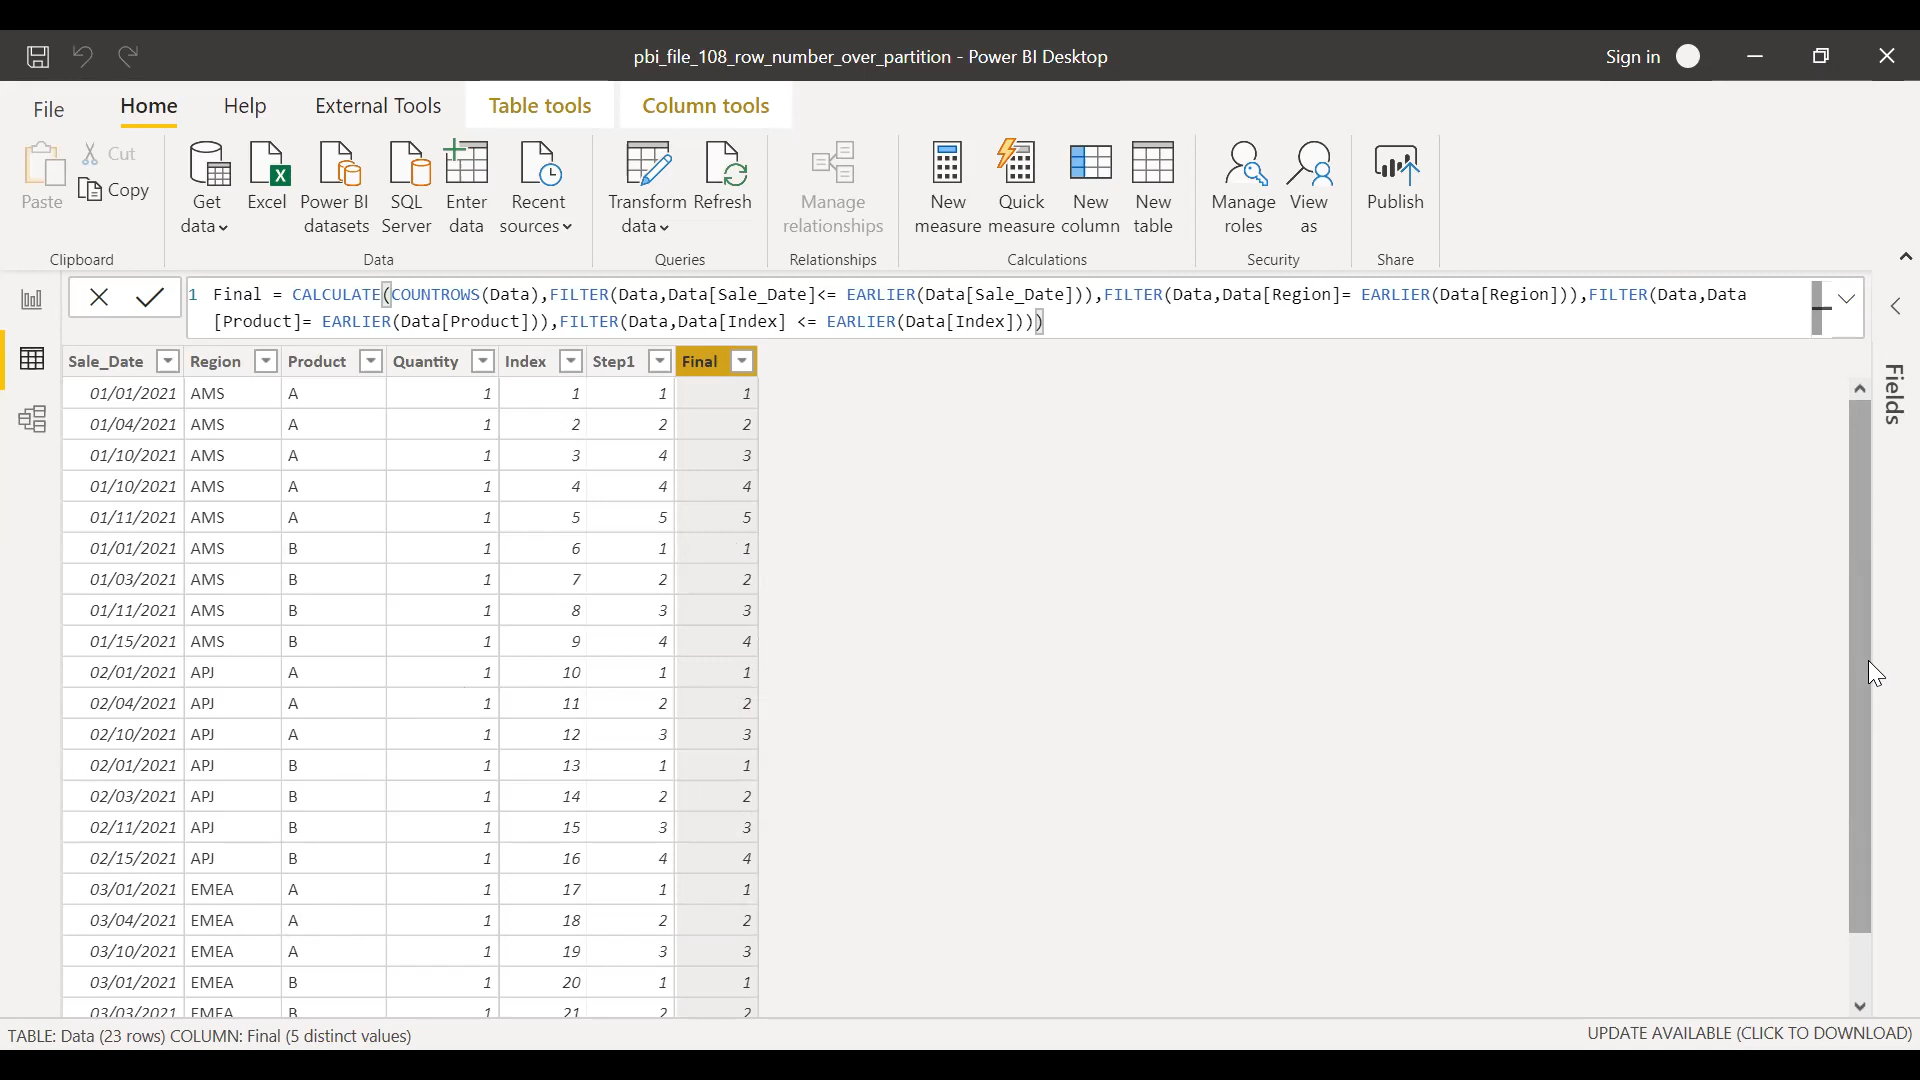 pbi_file_108_row_number_over_partition - Power BI Desktop
Sign in
File Home Help External Tools Table tools Column tools
Paste Cut Copy
Get data Excel Power BI datasets SQL Server Enter data Recent sources Transform data Refresh Manage relationships New measure Quick measure New column New table Manage roles View as Publish
Clipboard Data Queries Relationships Calculations Security Share
1 Final = CALCULATE(COUNTROWS(Data),FILTER(Data,Data[Sale_Date]<= EARLIER(Data[Sale_Date])),FILTER(Data,Data[Region]= EARLIER(Data[Region])),FILTER(Data,Data
[Product]= EARLIER(Data[Product])),FILTER(Data,Data[Index] <= EARLIER(Data[Index])))
Fields
Sale_Date Region Product Quantity Index Step1 Final
01/01/2021 AMS A 1 1 1 1
01/04/2021 AMS A 1 2 2 2
01/10/2021 AMS A 1 3 4 3
01/10/2021 AMS A 1 4 4 4
01/11/2021 AMS A 1 5 5 5
01/01/2021 AMS B 1 6 1 1
01/03/2021 AMS B 1 7 2 2
01/11/2021 AMS B 1 8 3 3
01/15/2021 AMS B 1 9 4 4
02/01/2021 APJ A 1 10 1 1
02/04/2021 APJ A 1 11 2 2
02/10/2021 APJ A 1 12 3 3
02/01/2021 APJ B 1 13 1 1
02/03/2021 APJ B 1 14 2 2
02/11/2021 APJ B 1 15 3 3
02/15/2021 APJ B 1 16 4 4
03/01/2021 EMEA A 1 17 1 1
03/04/2021 EMEA A 1 18 2 2
03/10/2021 EMEA A 1 19 3 3
03/01/2021 EMEA B 1 20 1 1
03/03/2021 EMEA B 1 21 2 2
TABLE: Data (23 rows) COLUMN: Final (5 distinct values)
UPDATE AVAILABLE (CLICK TO DOWNLOAD)